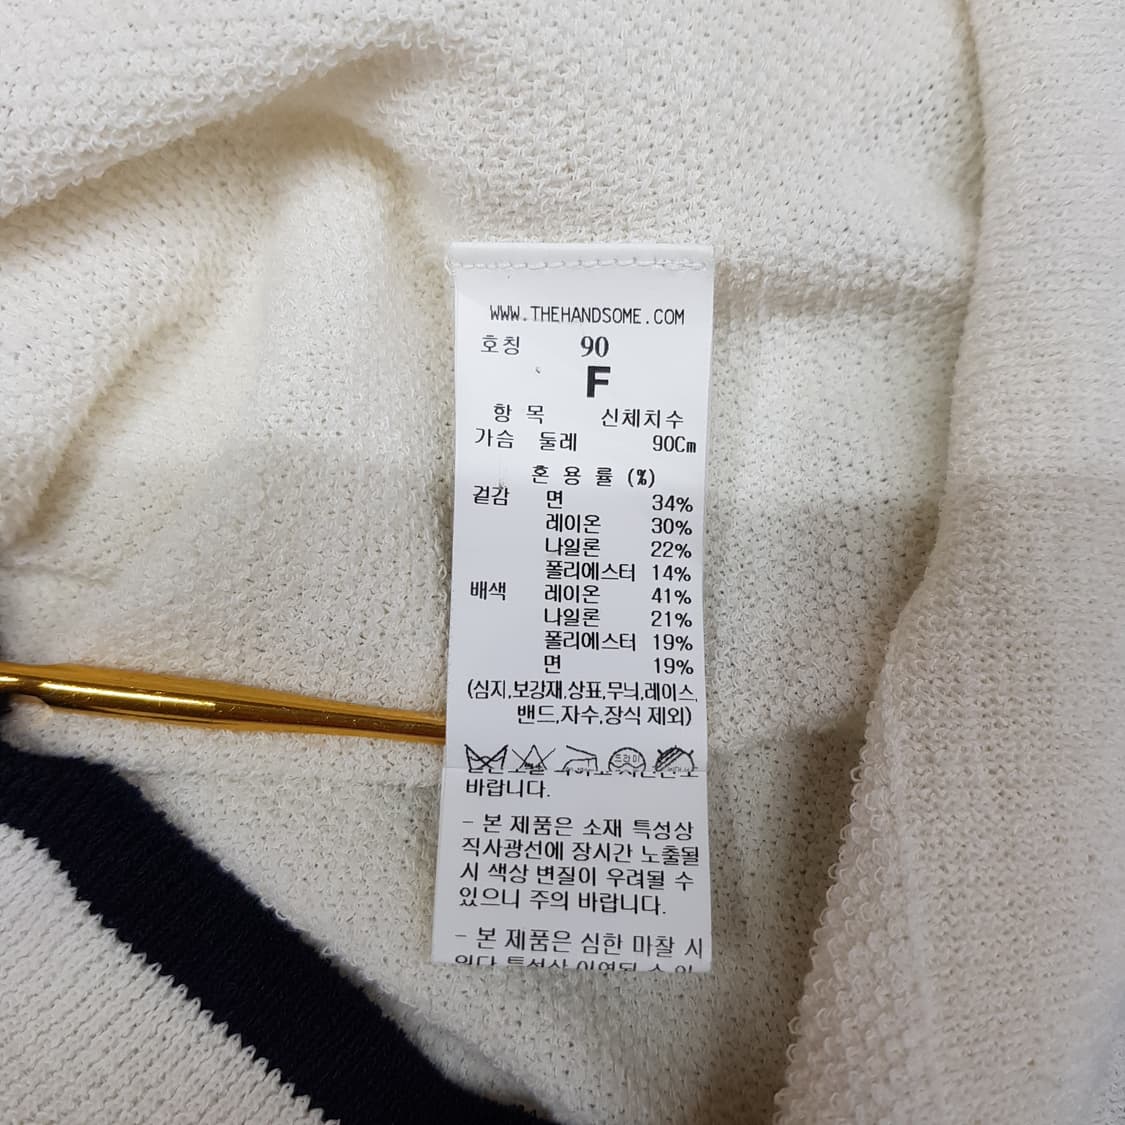 WWW.THEHANDSOME.COM
호칭 90
F
항 목 신체치수
가슴 둘레 90Cm
혼 용 률 (%)
겉감 면 34%
레이온 30%
나일론 22%
폴리에스터 14%
배색 레이온 41%
나일론 21%
폴리에스터 19%
면 19%
(심지,보강재,상표,무늬,레이스,
밴드,자수,장식 제외)
드라이
바랍니다.
- 본 제품은 소재 특성상
직사광선에 장시간 노출될
시 색상 변질이 우려될 수
있으니 주의 바랍니다.
- 본 제품은 심한 마찰 시